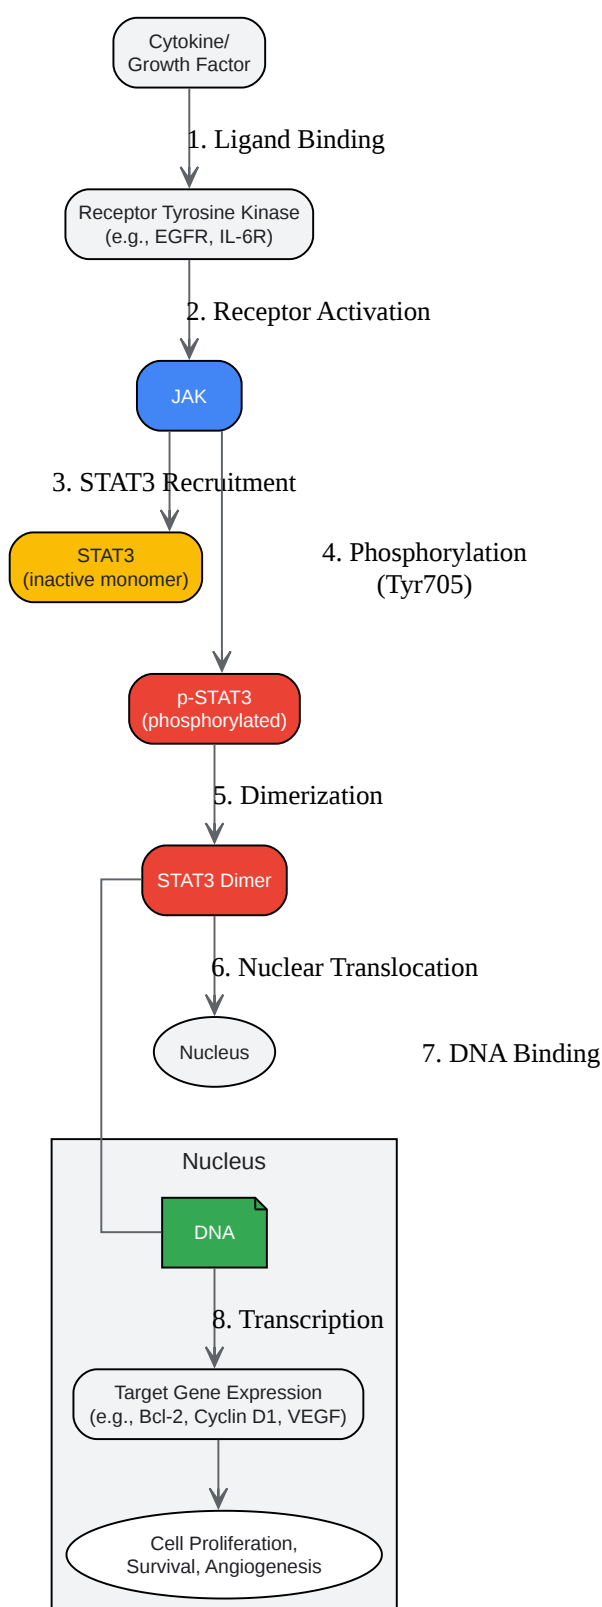 Cytokine/
Growth Factor
1. Ligand Binding
Receptor Tyrosine Kinase
(e.g., EGFR, IL-6R)
2. Receptor Activation
JAK
3. STAT3 Recruitment
STAT3
(inactive monomer)
4. Phosphorylation
(Tyr705)
p-STAT3
(phosphorylated)
5. Dimerization
STAT3 Dimer
6. Nuclear Translocation
Nucleus
7. DNA Binding
Nucleus
DNA
8. Transcription
Target Gene Expression
(e.g., Bcl-2, Cyclin D1, VEGF)
Cell Proliferation,
Survival, Angiogenesis